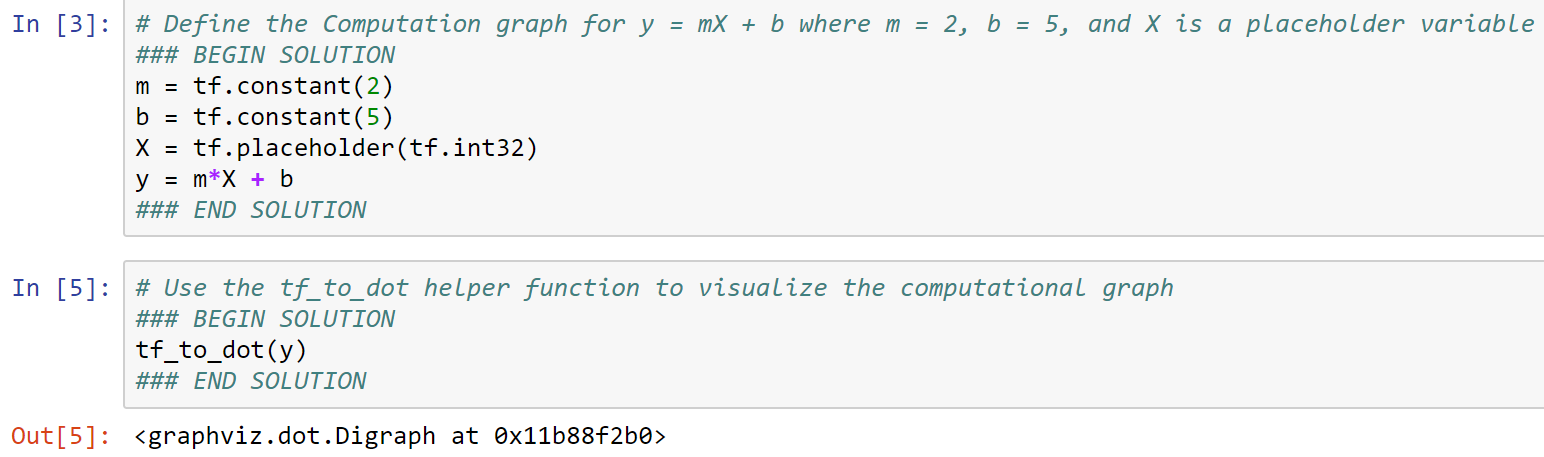 In [3]: # Define the Computation graph for y = mX + b where m = 2, b = 5, and X is a placeholder variable
### BEGIN SOLUTION
m = tf.constant(2)
b = tf.constant(5)
X = tf.placeholder(tf.int32)
y = m*X + b
### END SOLUTION
In [5]: # Use the tf_to_dot helper function to visualize the computational graph
### BEGIN SOLUTION
tf_to_dot(y)
### END SOLUTION
Out[5]: <graphviz.dot.Digraph at 0x11b88f2b0>